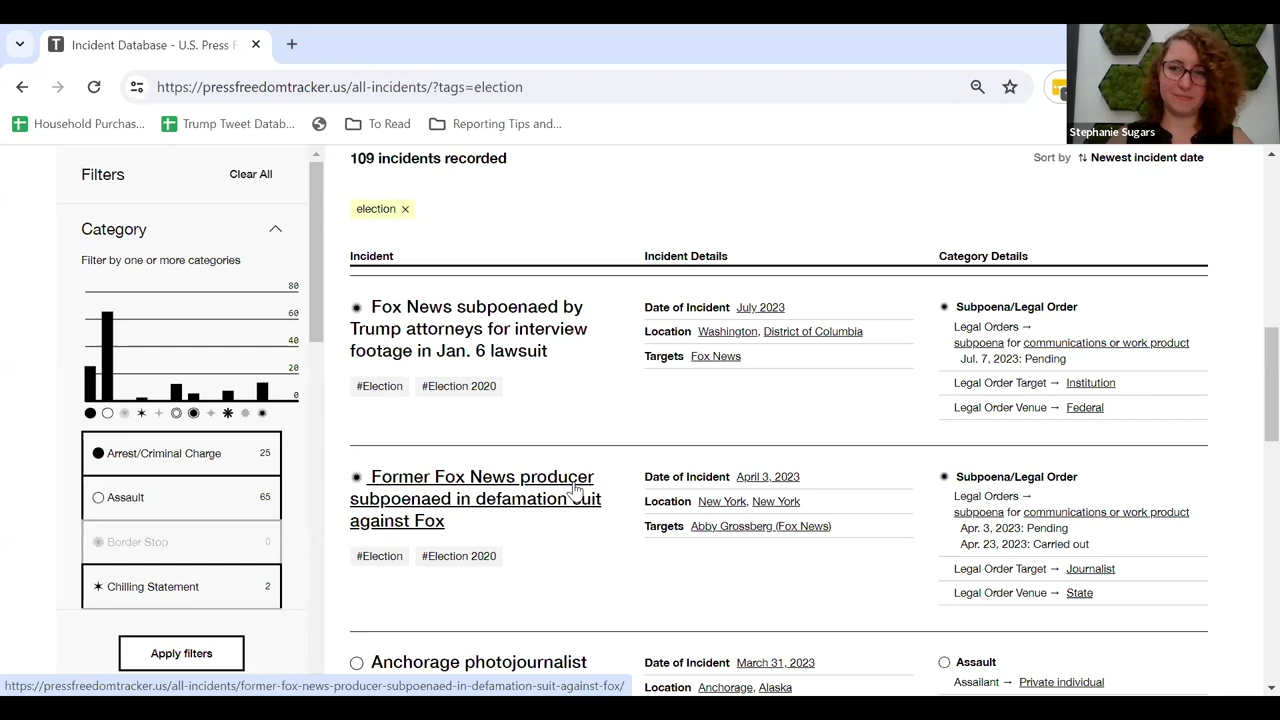 Incident Database - U.S. Press F
https://pressfreedomtracker.us/all-incidents/?tags=election
Household Purchas...
Trump Tweet Datab...
To Read
Reporting Tips and...
Stephanie Sugars
Filters
Clear All
Category
Filter by one or more categories
80
60
40
20
0
Arrest/Criminal Charge 25
Assault 65
Border Stop 0
Chilling Statement 2
Apply filters
109 incidents recorded
Sort by Newest incident date
election
Incident
Incident Details
Category Details
Fox News subpoenaed by
Trump attorneys for interview
footage in Jan. 6 lawsuit
#Election #Election 2020
Date of Incident July 2023
Location Washington, District of Columbia
Targets Fox News
Subpoena/Legal Order
Legal Orders →
subpoena for communications or work product
Jul. 7, 2023: Pending
Legal Order Target → Institution
Legal Order Venue → Federal
Former Fox News producer
subpoenaed in defamation suit
against Fox
#Election #Election 2020
Date of Incident April 3, 2023
Location New York, New York
Targets Abby Grossberg (Fox News)
Subpoena/Legal Order
Legal Orders →
subpoena for communications or work product
Apr. 3, 2023: Pending
Apr. 23, 2023: Carried out
Legal Order Target → Journalist
Legal Order Venue → State
Anchorage photojournalist
Date of Incident March 31, 2023
Location Anchorage, Alaska
Assault
Assailant → Private individual
https://pressfreedomtracker.us/all-incidents/former-fox-news-producer-subpoenaed-in-defamation-suit-against-fox/